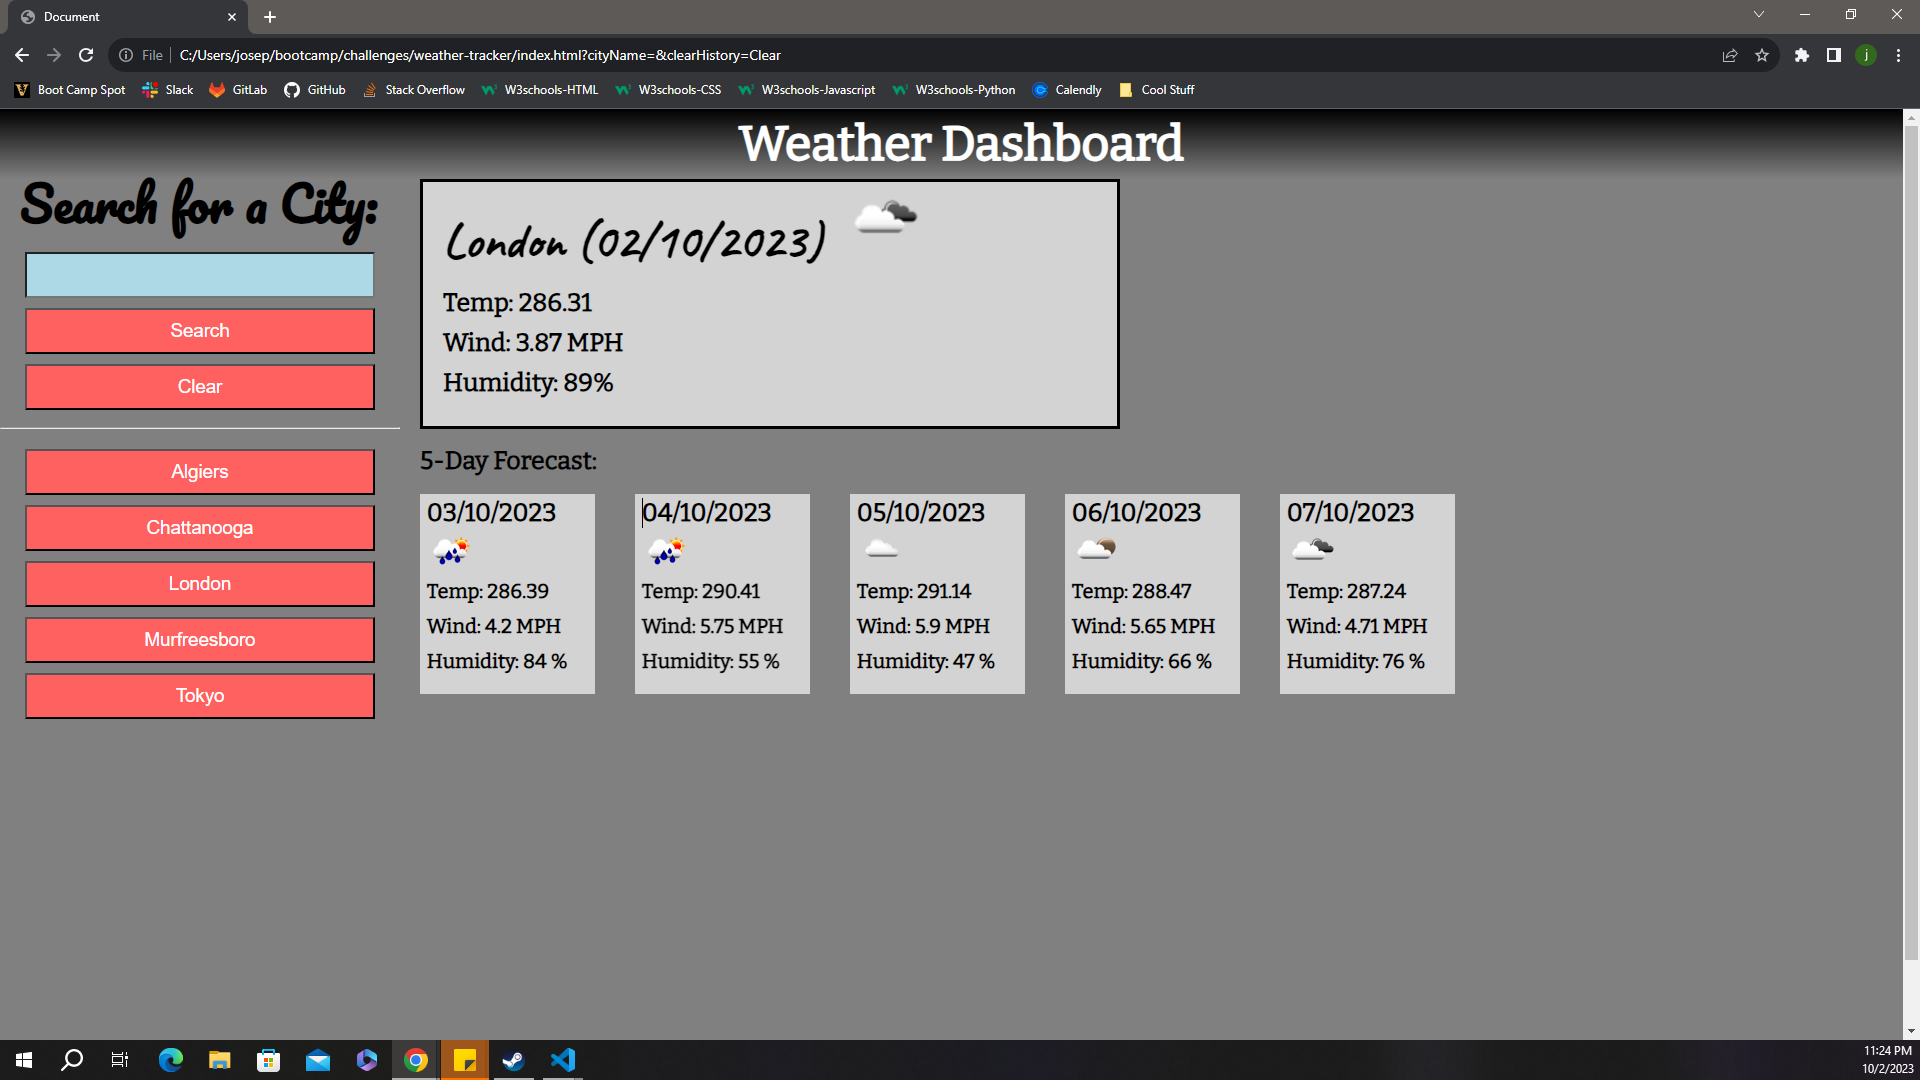 Document
File
C:/Users/josep/bootcamp/challenges/weather-tracker/index.html?cityName=&clearHistory=Clear
j
Boot Camp Spot
Slack
GitLab
GitHub
Stack Overflow
W3schools-HTML
W3schools-CSS
W3schools-Javascript
W3schools-Python
Calendly
Cool Stuff
Weather Dashboard
Search for a City:
Search
Clear
Algiers
Chattanooga
London
Murfreesboro
Tokyo
London (02/10/2023)
Temp: 286.31
Wind: 3.87 MPH
Humidity: 89%
5-Day Forecast:
03/10/2023
Temp: 286.39
Wind: 4.2 MPH
Humidity: 84 %
04/10/2023
Temp: 290.41
Wind: 5.75 MPH
Humidity: 55 %
05/10/2023
Temp: 291.14
Wind: 5.9 MPH
Humidity: 47 %
06/10/2023
Temp: 288.47
Wind: 5.65 MPH
Humidity: 66 %
07/10/2023
Temp: 287.24
Wind: 4.71 MPH
Humidity: 76 %
11:24 PM
10/2/2023